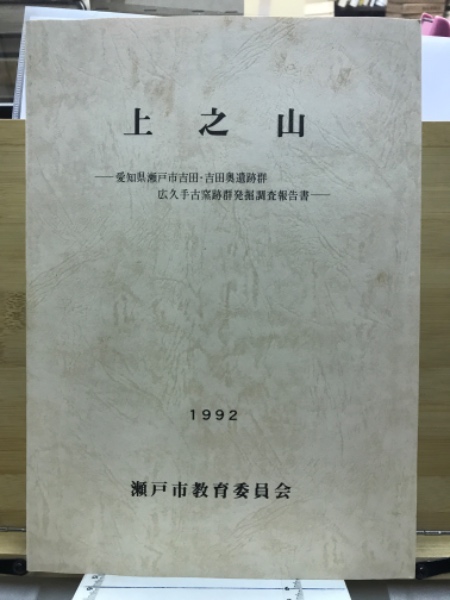 上之山
―愛知県瀬戸市吉田・吉田奥遺跡群
広久手古窯跡群発掘調査報告書―
1992
瀬戸市教育委員会